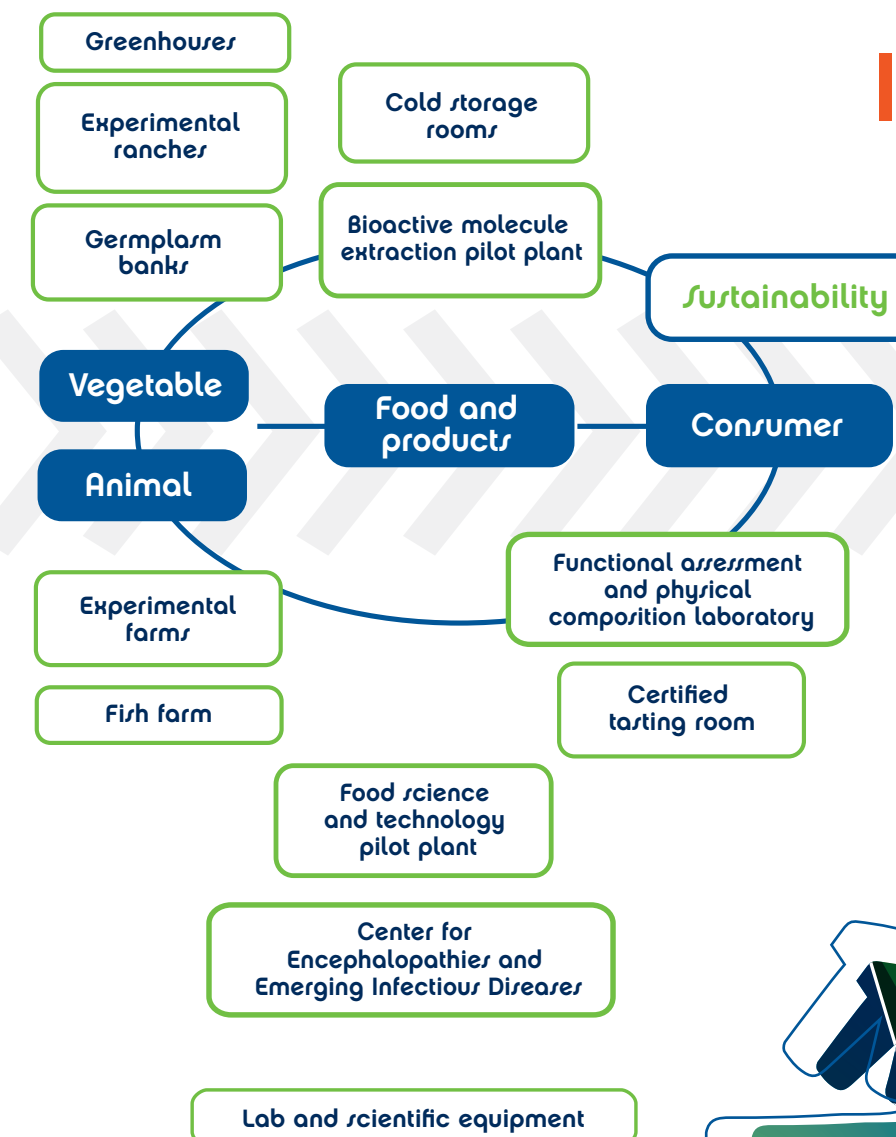 Greenhouses
Experimental
ranches
Cold storage
rooms
Germplasm
banks
Bioactive molecule
extraction pilot plant
Sustainability
Vegetable
Food and
products
Consumer
Animal
Functional assessment
and physical
composition laboratory
Experimental
farms
Certified
tasting room
Fish farm
Food science
and technology
pilot plant
Center for
Encephalopathies and
Emerging Infectious Diseases
Lab and scientific equipment